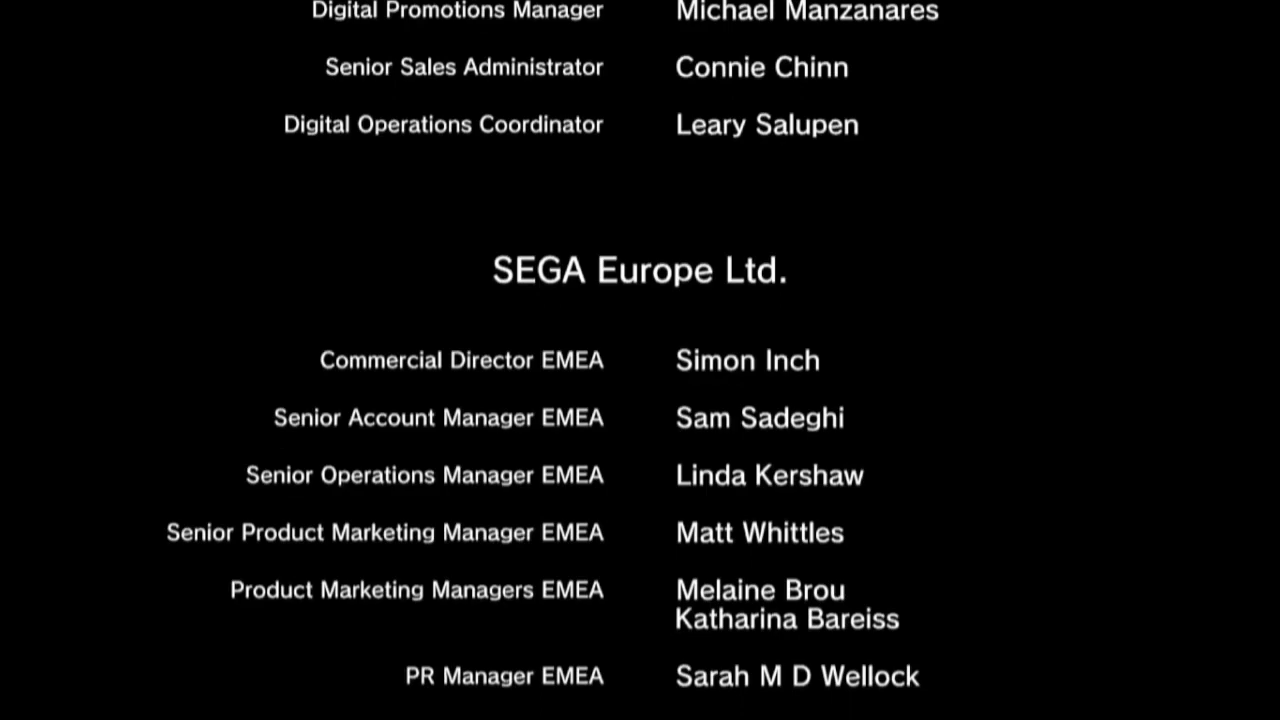 Digital Promotions Manager Michael Manzanares
Senior Sales Administrator Connie Chinn
Digital Operations Coordinator Leary Salupen
SEGA Europe Ltd.
Commercial Director EMEA Simon Inch
Senior Account Manager EMEA Sam Sadeghi
Senior Operations Manager EMEA Linda Kershaw
Senior Product Marketing Manager EMEA Matt Whittles
Product Marketing Managers EMEA Melaine Brou
Katharina Bareiss
PR Manager EMEA Sarah M D Wellock